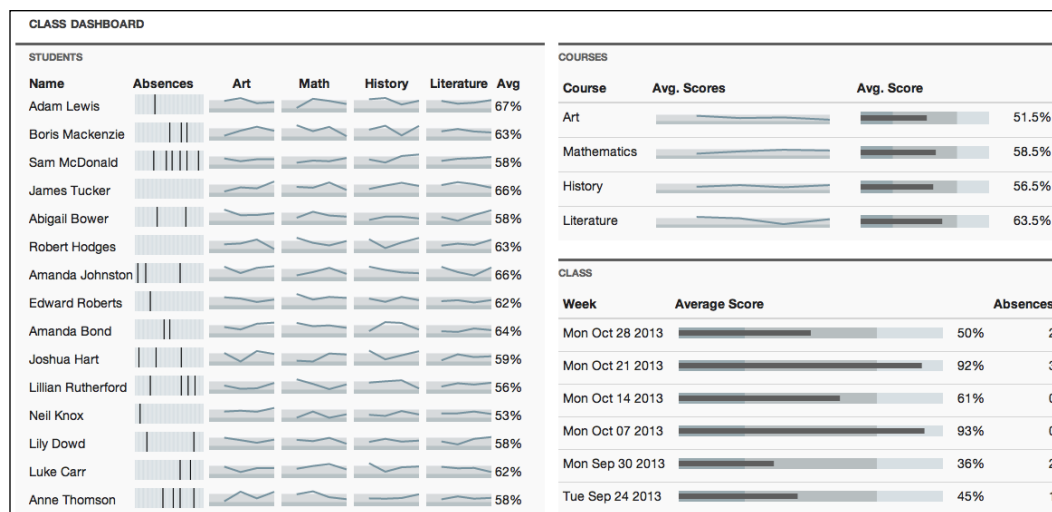 CLASS DASHBOARD
STUDENTS
Name Absences Art Math History Literature Avg
Adam Lewis 67%
Boris Mackenzie 63%
Sam McDonald 58%
James Tucker 66%
Abigail Bower 58%
Robert Hodges 63%
Amanda Johnston 66%
Edward Roberts 62%
Amanda Bond 64%
Joshua Hart 59%
Lillian Rutherford 56%
Neil Knox 53%
Lily Dowd 58%
Luke Carr 62%
Anne Thomson 58%
COURSES
Course Avg. Scores Avg. Score
Art 51.5%
Mathematics 58.5%
History 56.5%
Literature 63.5%
CLASS
Week Average Score Absences
Mon Oct 28 2013 50%
Mon Oct 21 2013 92%
Mon Oct 14 2013 61%
Mon Oct 07 2013 93%
Mon Sep 30 2013 36%
Tue Sep 24 2013 45%